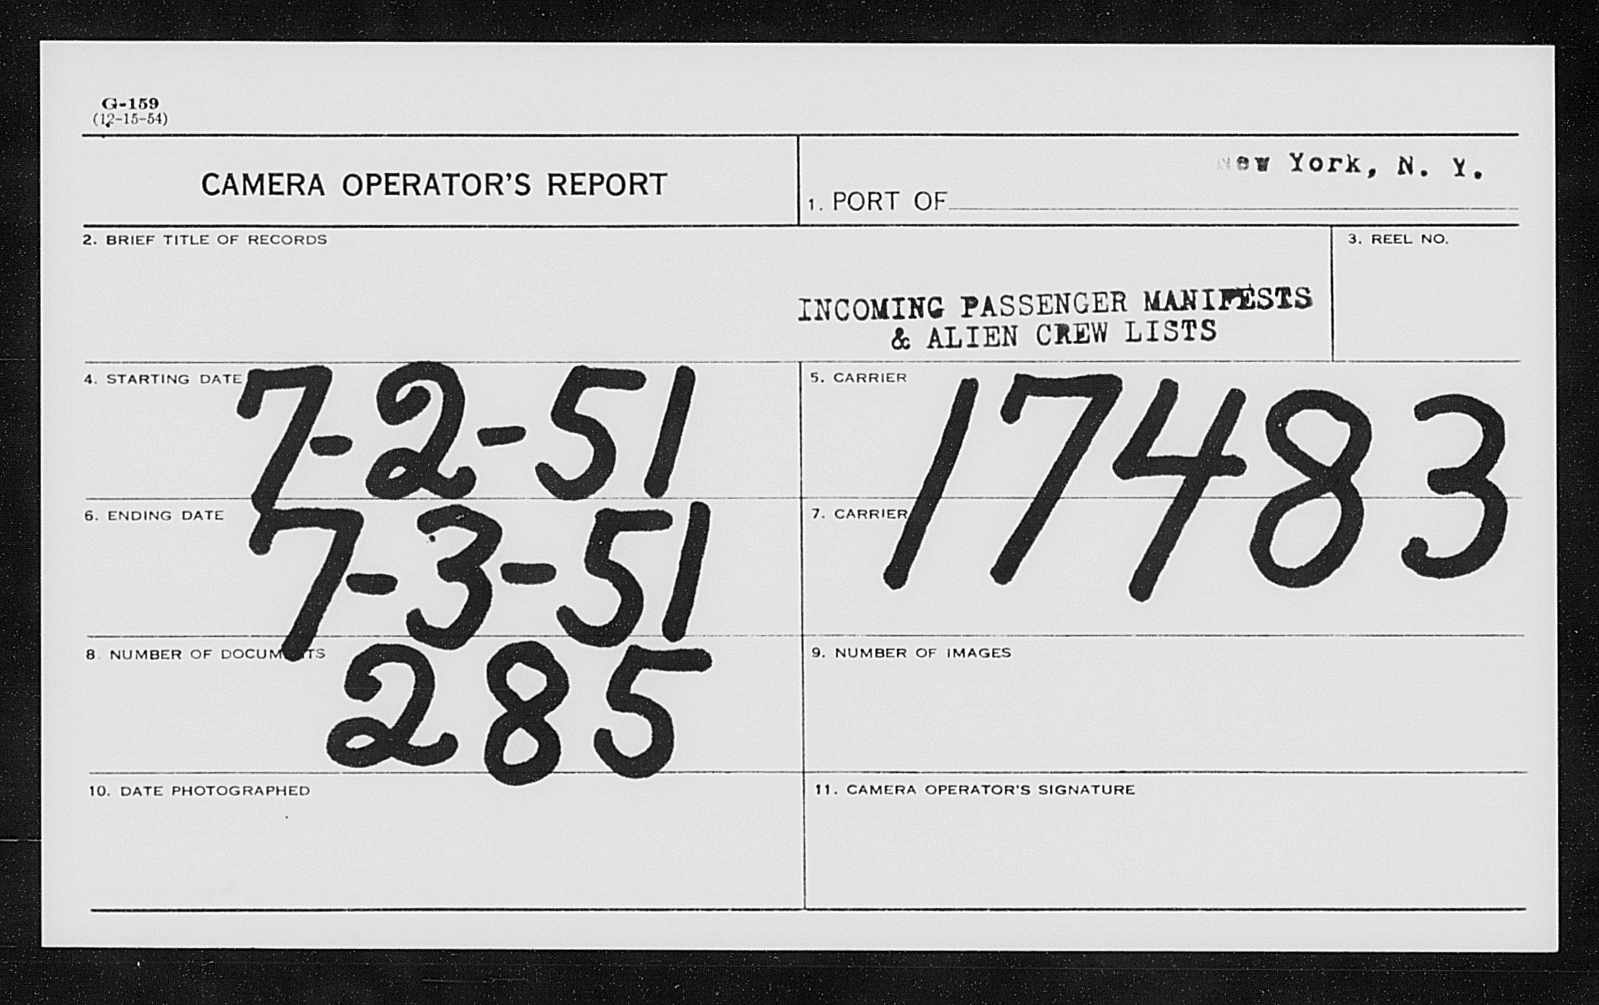 G-159
(12-15-54)
CAMERA OPERATOR'S REPORT
New York, N. Y.
1. PORT OF
2. BRIEF TITLE OF RECORDS
3. REEL NO.
INCOMING PASSENGER MANIFESTS
& ALIEN CREW LISTS
4. STARTING DATE
7-2-51
5. CARRIER
17483
6. ENDING DATE
7-3-51
7. CARRIER
8. NUMBER OF DOCUMENTS
285
9. NUMBER OF IMAGES
10. DATE PHOTOGRAPHED
11. CAMERA OPERATOR'S SIGNATURE